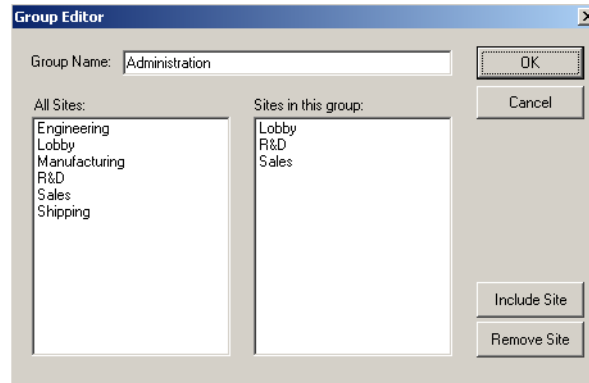 Group Editor
Group Name: Administration
OK
Cancel
All Sites:
Engineering
Lobby
Manufacturing
R&D
Sales
Shipping
Sites in this group:
Lobby
R&D
Sales
Include Site
Remove Site